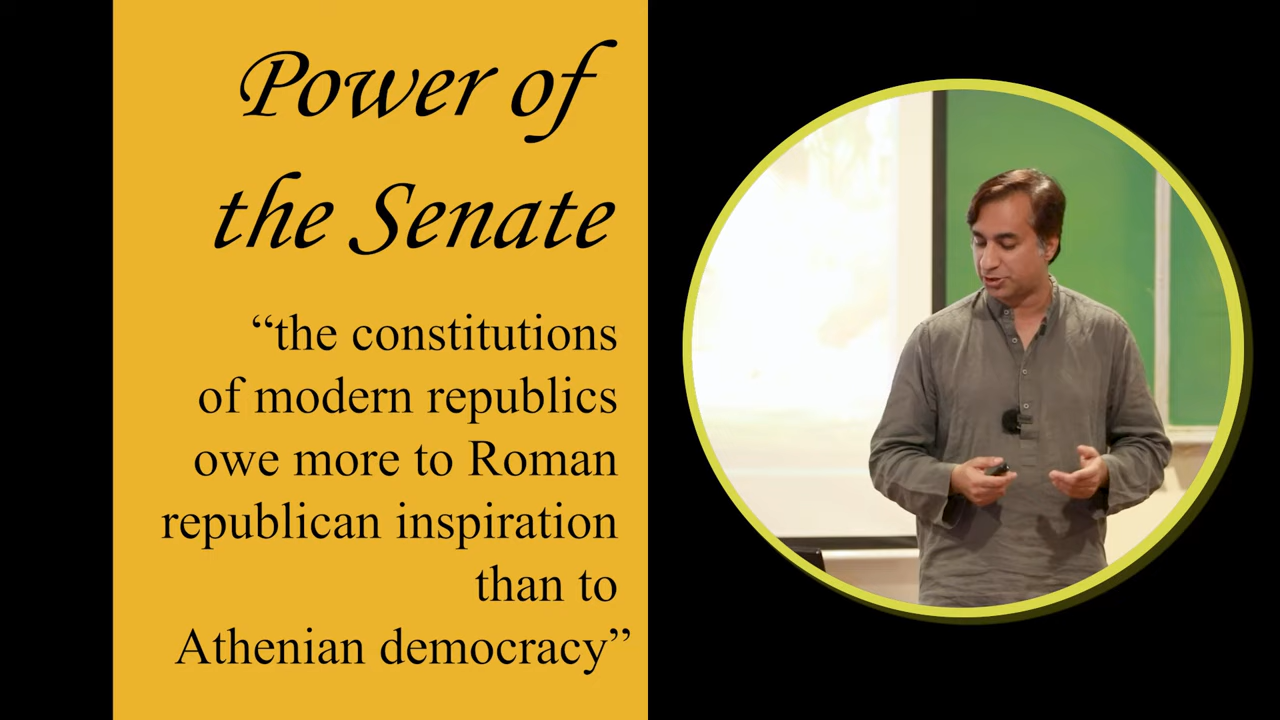 Power of
the Senate
“the constitutions
of modern republics
owe more to Roman
republican inspiration
than to
Athenian democracy”